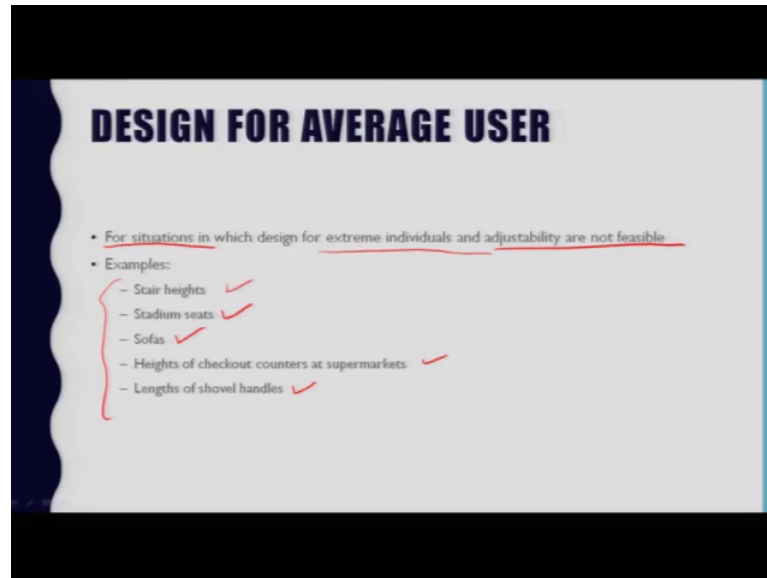 DESIGN FOR AVERAGE USER
• For situations in which design for extreme individuals and adjustability are not feasible
• Examples:
– Stair heights
– Stadium seats
– Sofas
– Heights of checkout counters at supermarkets
– Lengths of shovel handles